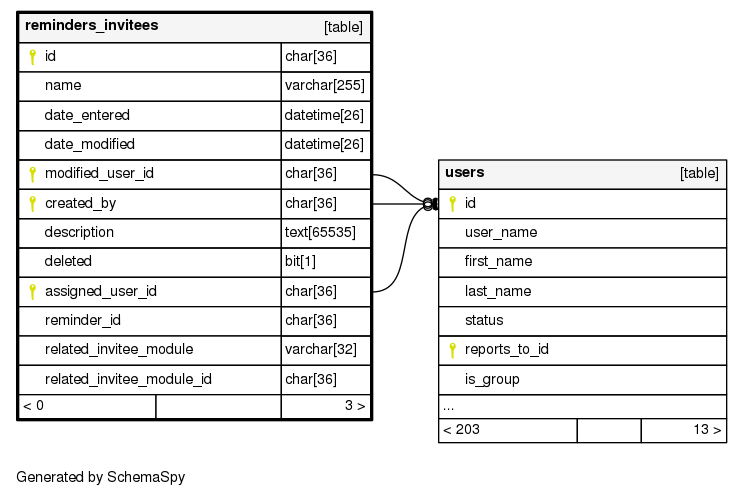 reminders_invitees [table]
id char[36]
name varchar[255]
date_entered datetime[26]
date_modified datetime[26]
modified_user_id char[36]
created_by char[36]
description text[65535]
deleted bit[1]
assigned_user_id char[36]
reminder_id char[36]
related_invitee_module varchar[32]
related_invitee_module_id char[36]
< 0 3 >
users [table]
id
user_name
first_name
last_name
status
reports_to_id
is_group
...
< 203 13 >
Generated by SchemaSpy